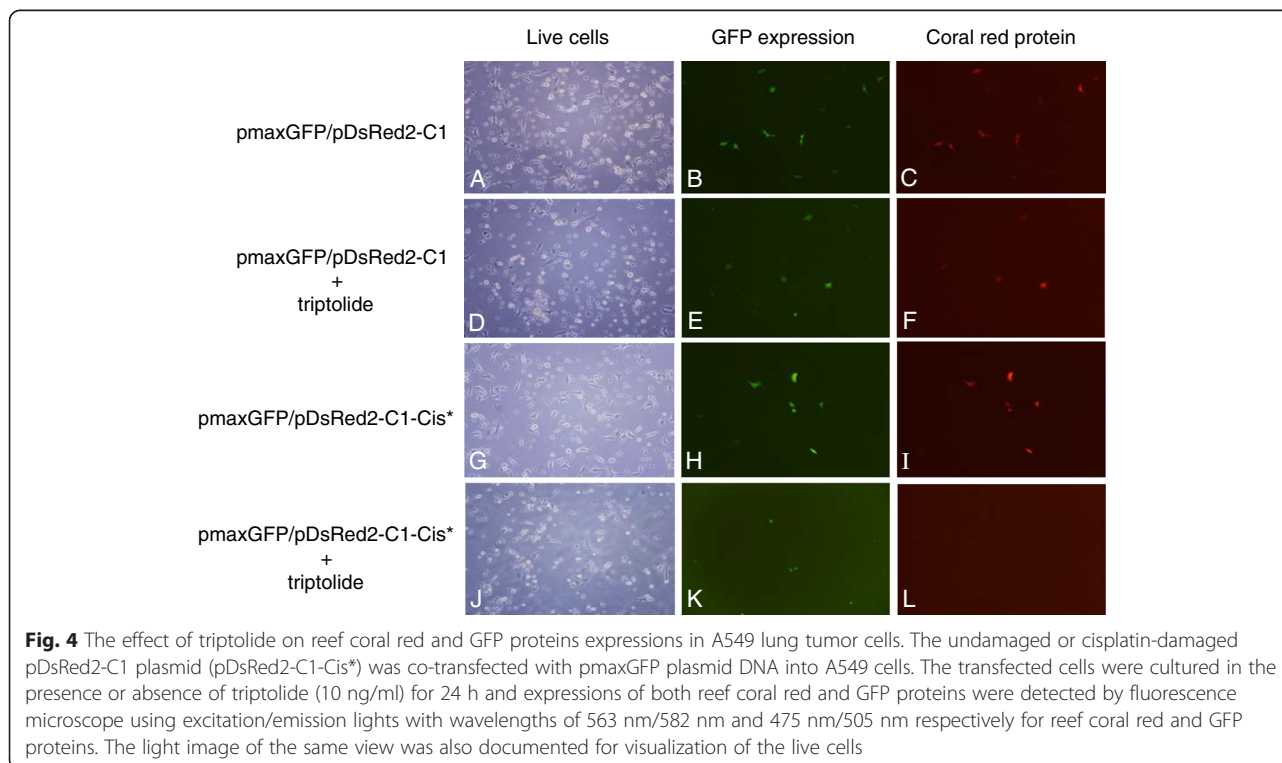 Live cells GFP expression Coral red protein
pmaxGFP/pDsRed2-C1
A B C
pmaxGFP/pDsRed2-C1
+
triptolide
D E F
pmaxGFP/pDsRed2-C1-Cis*
G H I
pmaxGFP/pDsRed2-C1-Cis*
+
triptolide
J K L
Fig. 4 The effect of triptolide on reef coral red and GFP proteins expressions in A549 lung tumor cells. The undamaged or cisplatin-damaged
pDsRed2-C1 plasmid (pDsRed2-C1-Cis*) was co-transfected with pmaxGFP plasmid DNA into A549 cells. The transfected cells were cultured in the
presence or absence of triptolide (10 ng/ml) for 24 h and expressions of both reef coral red and GFP proteins were detected by fluorescence
microscope using excitation/emission lights with wavelengths of 563 nm/582 nm and 475 nm/505 nm respectively for reef coral red and GFP
proteins. The light image of the same view was also documented for visualization of the live cells